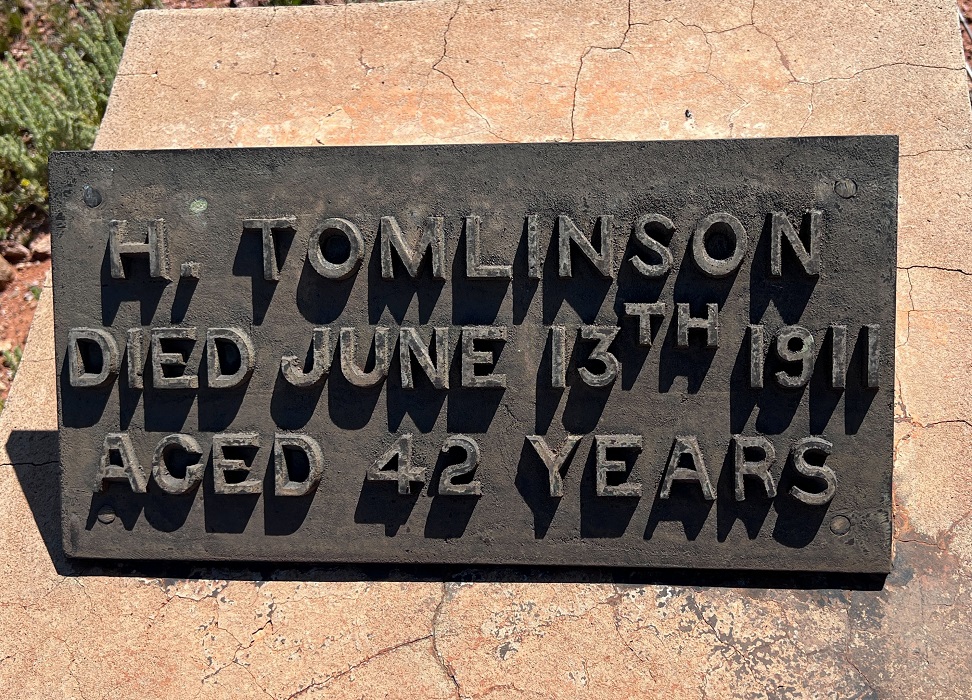 H. TOMLINSON
DIED JUNE 13TH 1911
AGED 42 YEARS